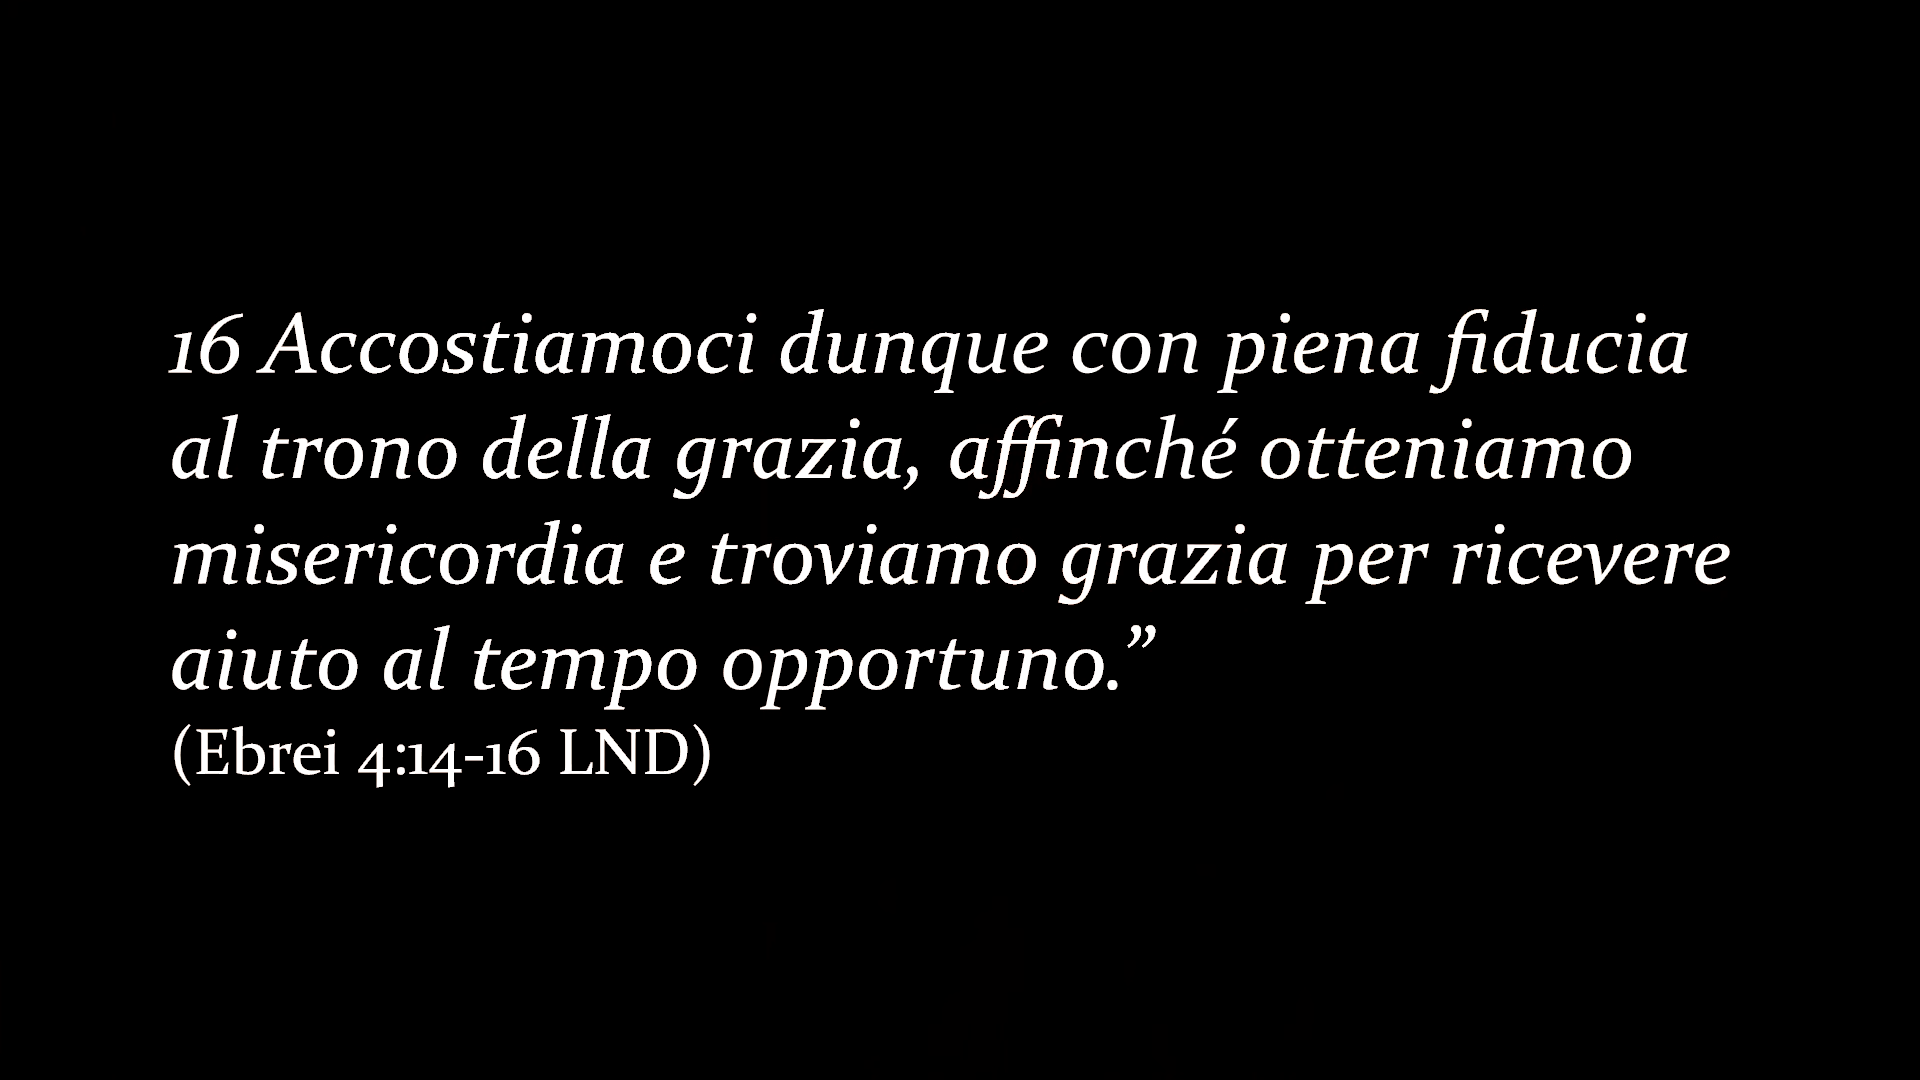 16 Accostiamoci dunque con piena fiducia
al trono della grazia, affinché otteniamo
misericordia e troviamo grazia per ricevere
aiuto al tempo opportuno.”
(Ebrei 4:14-16 LND)